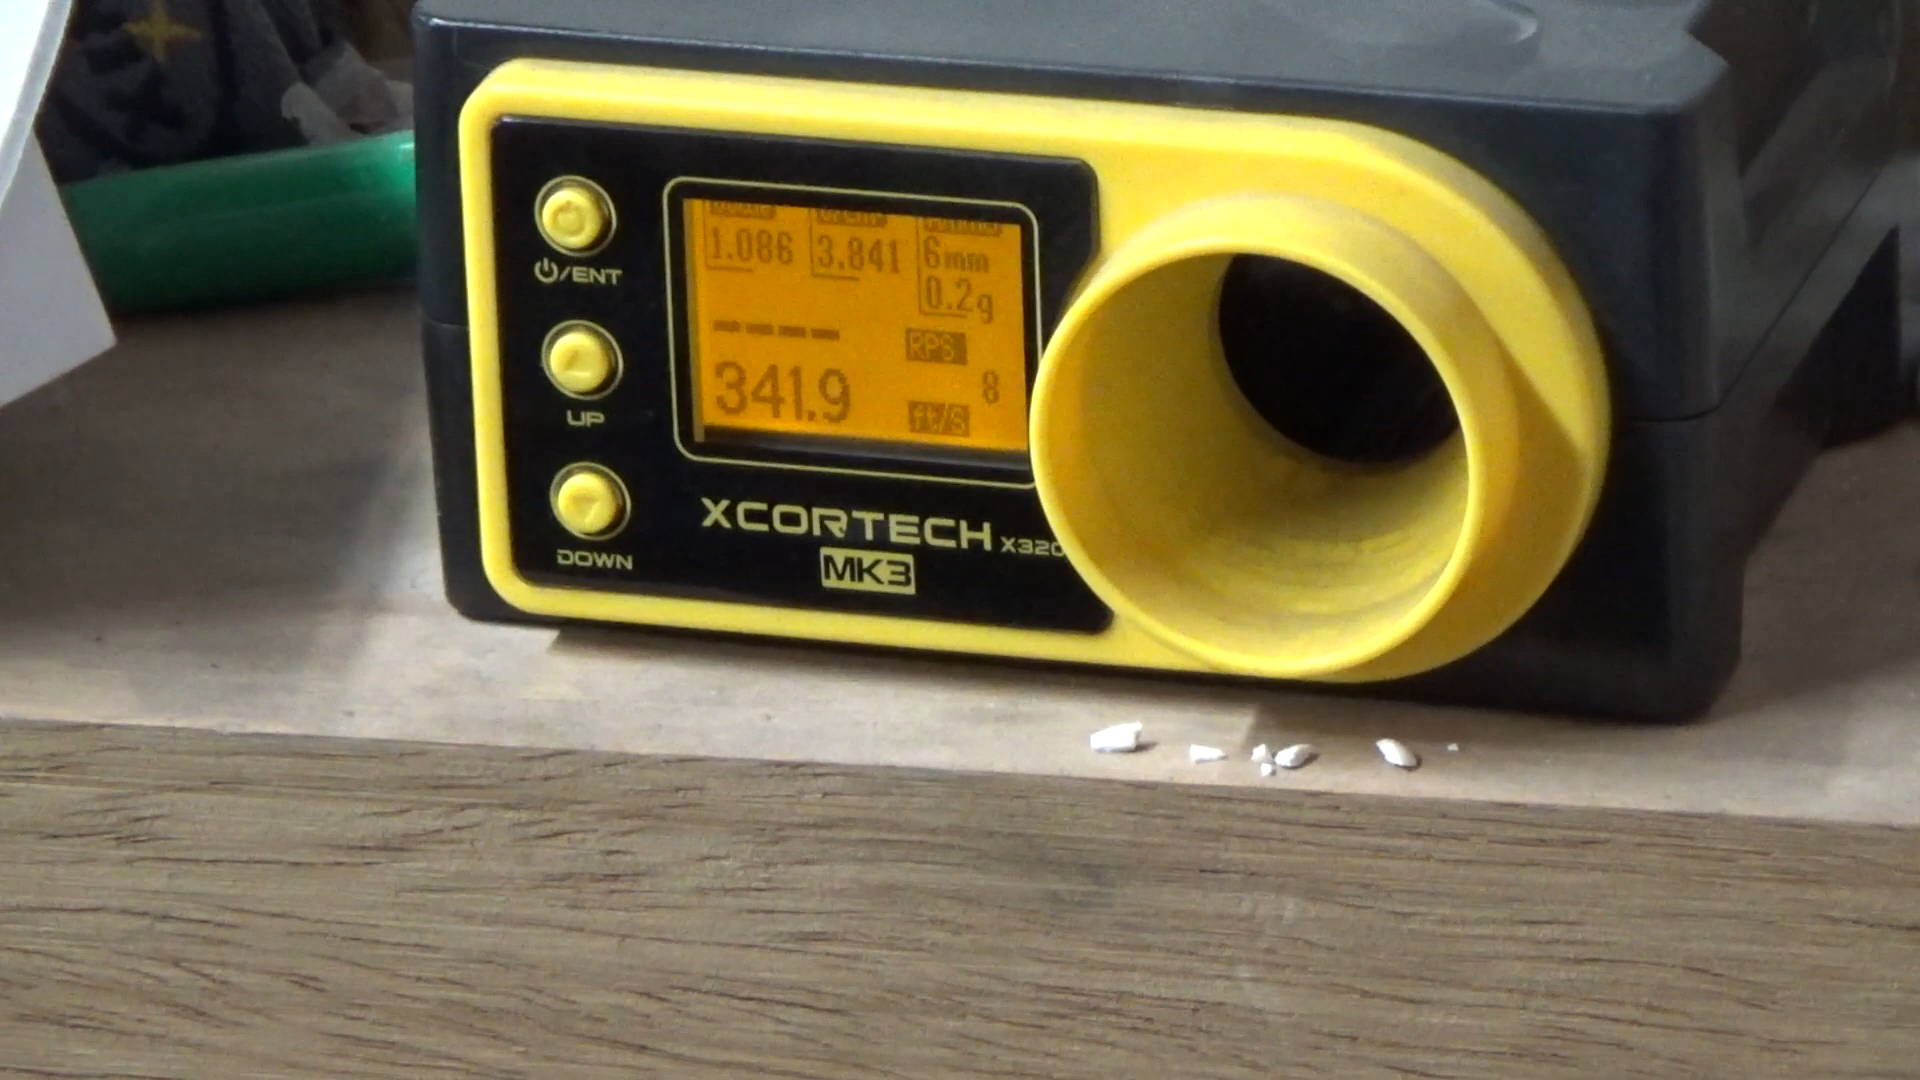 1.086 3.841 6mm
0.2g
---- RPS
341.9 8
ft/s
⏻/ENT
UP
DOWN
XCORTECH X320
MK3